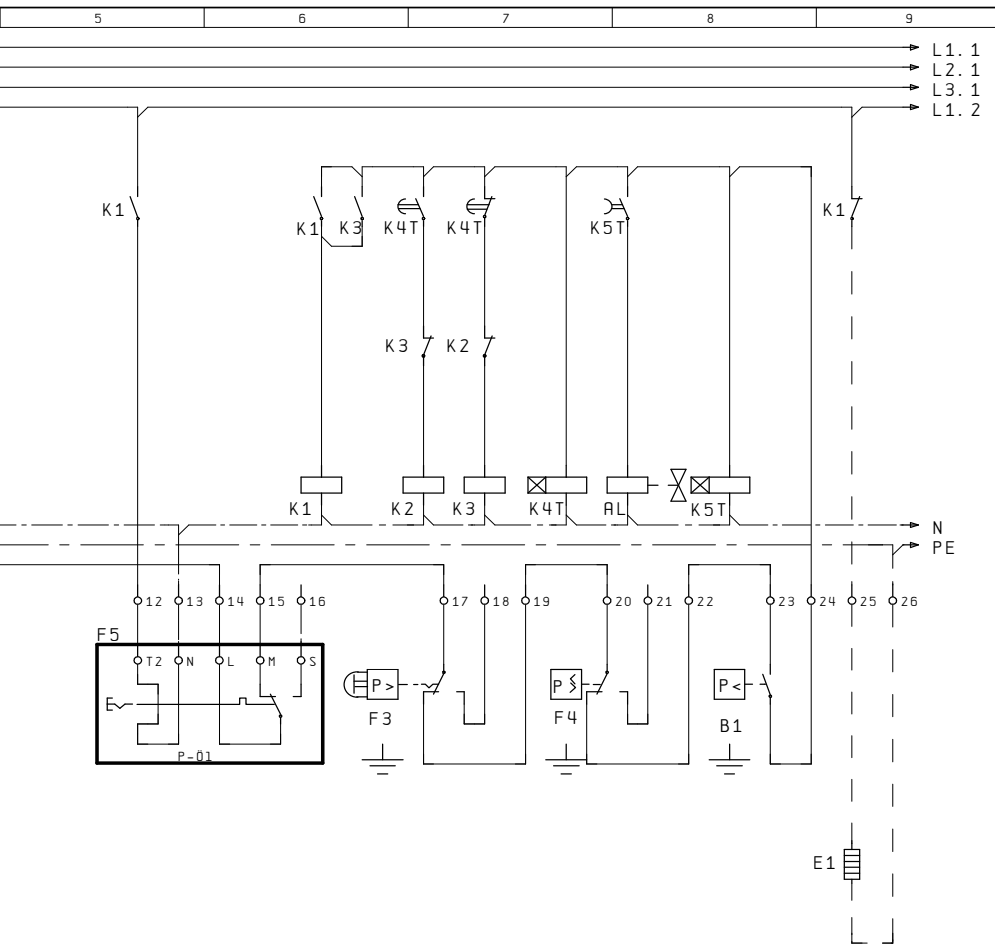 5 6 7 8 9
L1.1
L2.1
L3.1
L1.2
K1 K1 K3 K4T K4T K5T K1
K3 K2
K1 K2 K3 K4T AL K5T
N
PE
12 13 14 15 16 17 18 19 20 21 22 23 24 25 26
F5
T2 N L M S
P> P P<
F3 F4 B1
P-Öl
E1